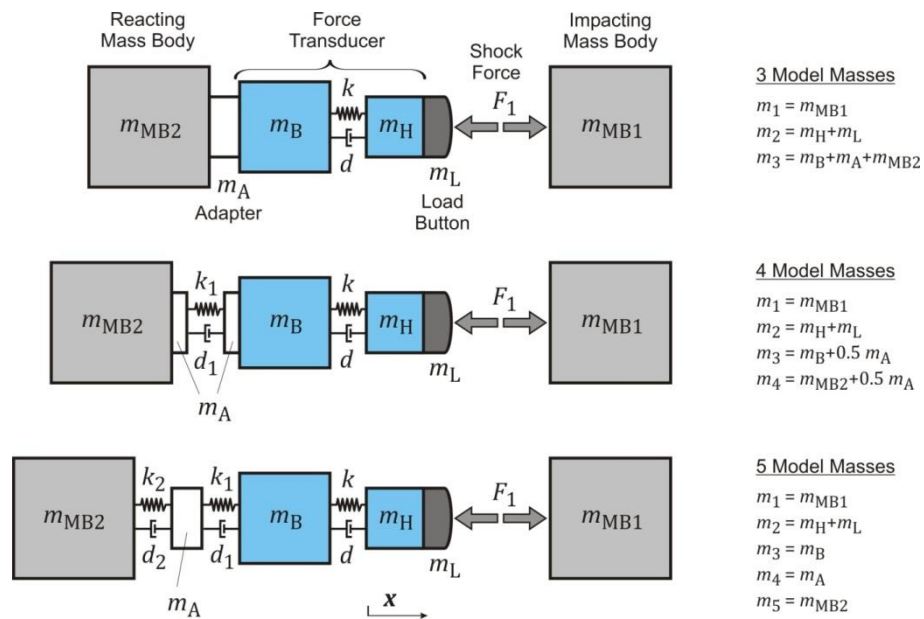 Reacting
Mass Body
Force
Transducer
Shock
Force
Impacting
Mass Body
m_MB2
m_A
Adapter
m_B
k
d
m_H
m_L
Load
Button
F_1
m_MB1
3 Model Masses
m_1 = m_MB1
m_2 = m_H+m_L
m_3 = m_B+m_A+m_MB2
m_MB2
k_1
d_1
m_A
m_B
k
d
m_H
m_L
F_1
m_MB1
4 Model Masses
m_1 = m_MB1
m_2 = m_H+m_L
m_3 = m_B+0.5 m_A
m_4 = m_MB2+0.5 m_A
m_MB2
k_2
d_2
m_A
k_1
d_1
m_B
k
d
m_H
m_L
F_1
x
m_MB1
5 Model Masses
m_1 = m_MB1
m_2 = m_H+m_L
m_3 = m_B
m_4 = m_A
m_5 = m_MB2